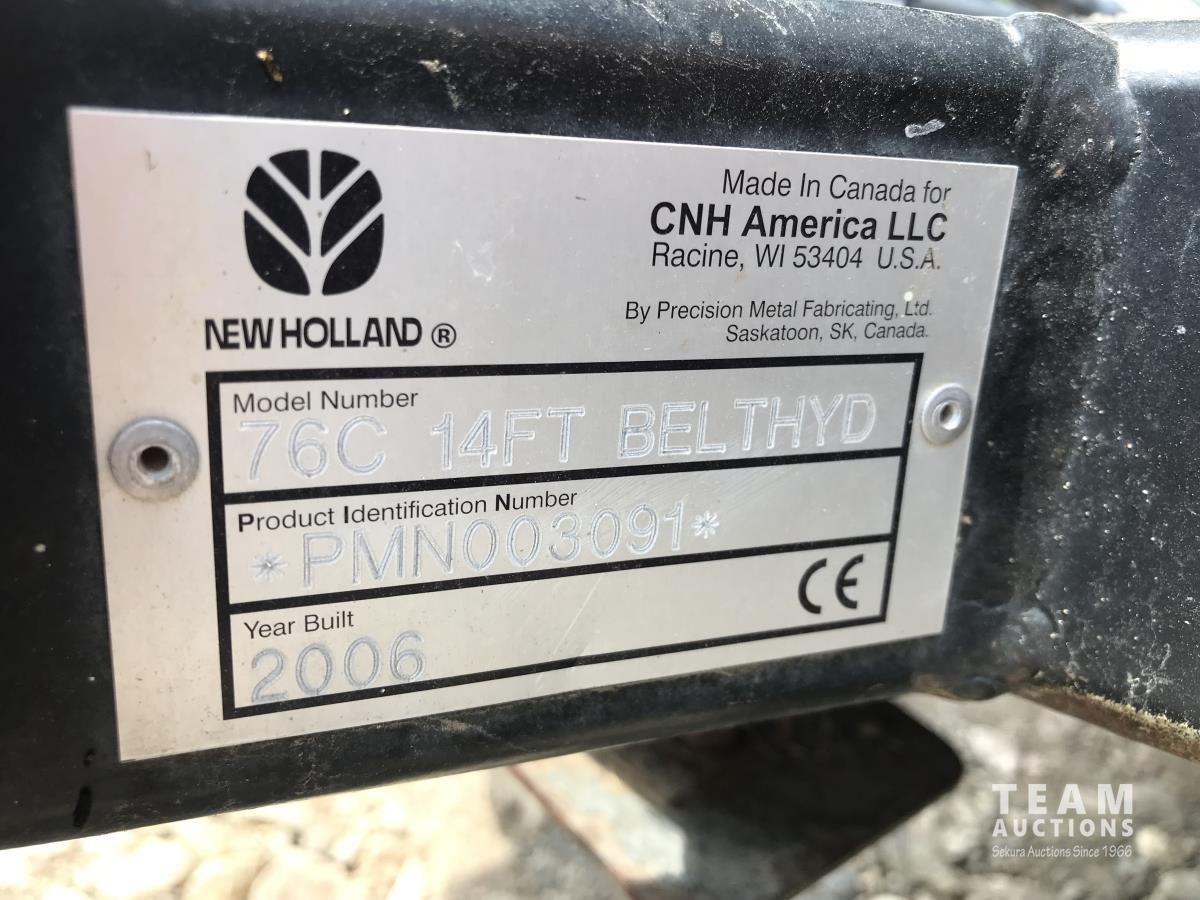 NEW HOLLAND ®
Made In Canada for
CNH America LLC
Racine, WI 53404 U.S.A.
By Precision Metal Fabricating, Ltd.
Saskatoon, SK, Canada.
Model Number
76C 14FT BELTHYD
Product Identification Number
*PMN003091*
Year Built
2006
CE
TEAM
AUCTIONS
Sekura Auctions Since 1966